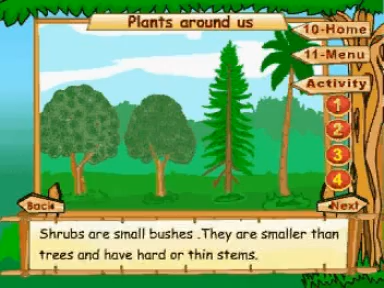 Plants around us
10-Home
11-Menu
Activity
1
2
3
4
Back
Next
Shrubs are small bushes .They are smaller than
trees and have hard or thin stems.